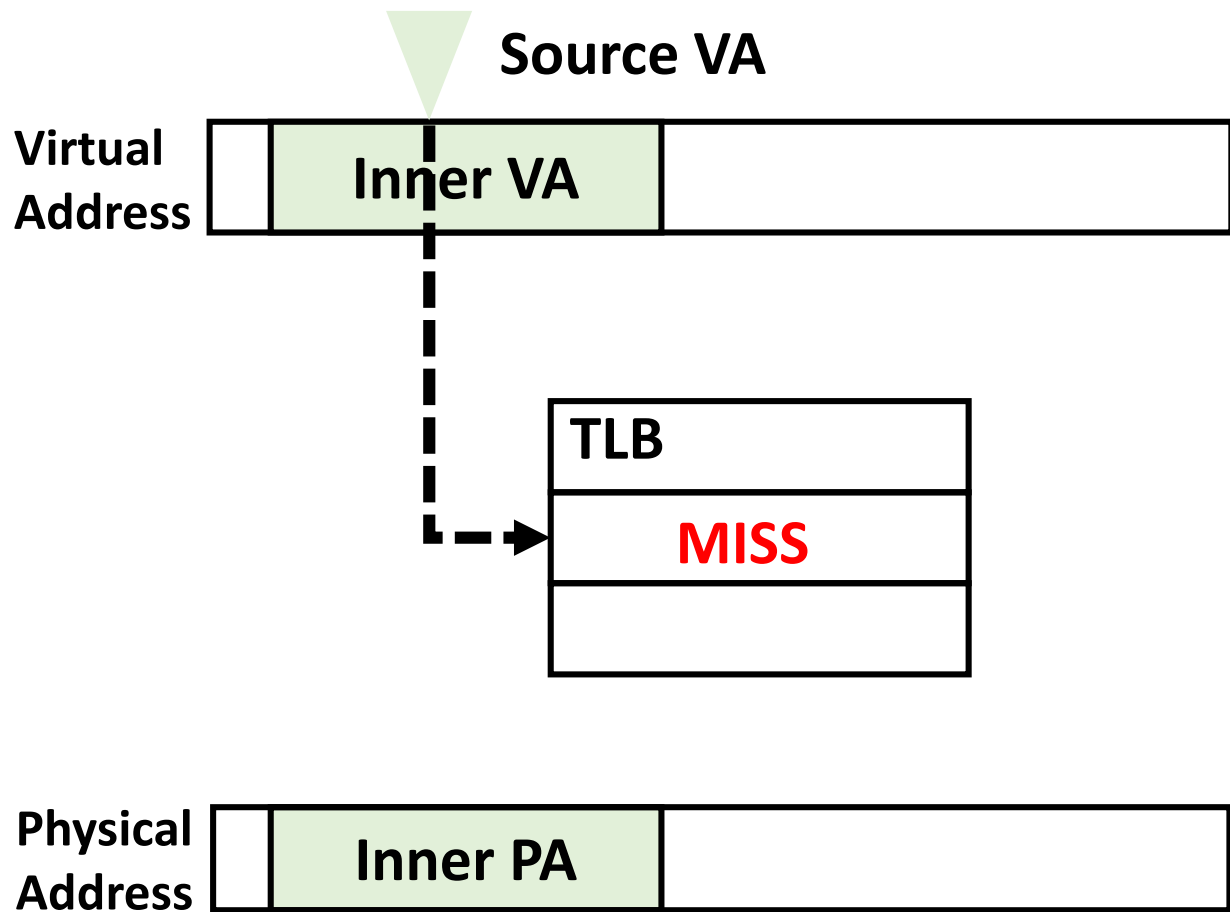 Source VA
Virtual
Address
Inner VA
TLB
MISS
Physical
Address
Inner PA